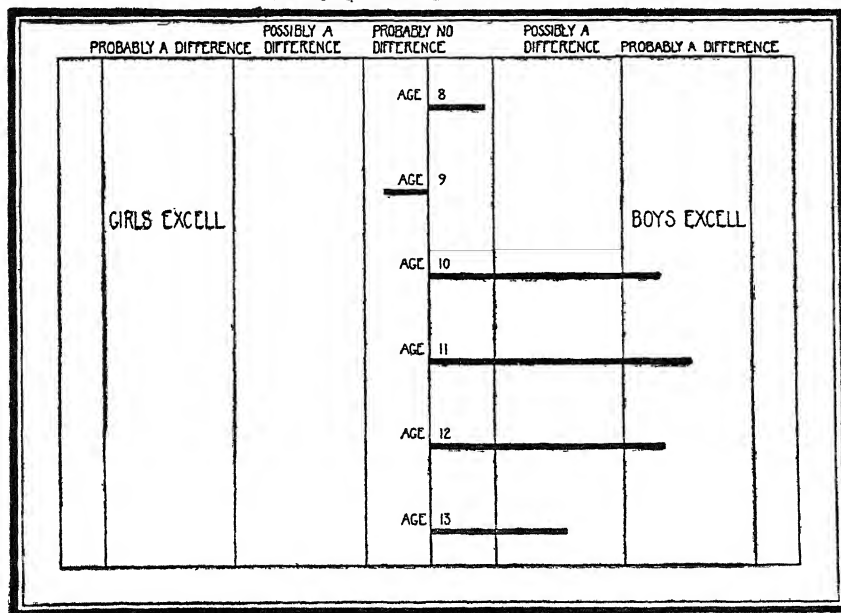 PROBABLY A DIFFERENCE
POSSIBLY A
DIFFERENCE
PROBABLY NO
DIFFERENCE
POSSIBLY A
DIFFERENCE
PROBABLY A DIFFERENCE
AGE 8
AGE 9
GIRLS EXCELL
BOYS EXCELL
AGE 10
AGE 11
AGE 12
AGE 13